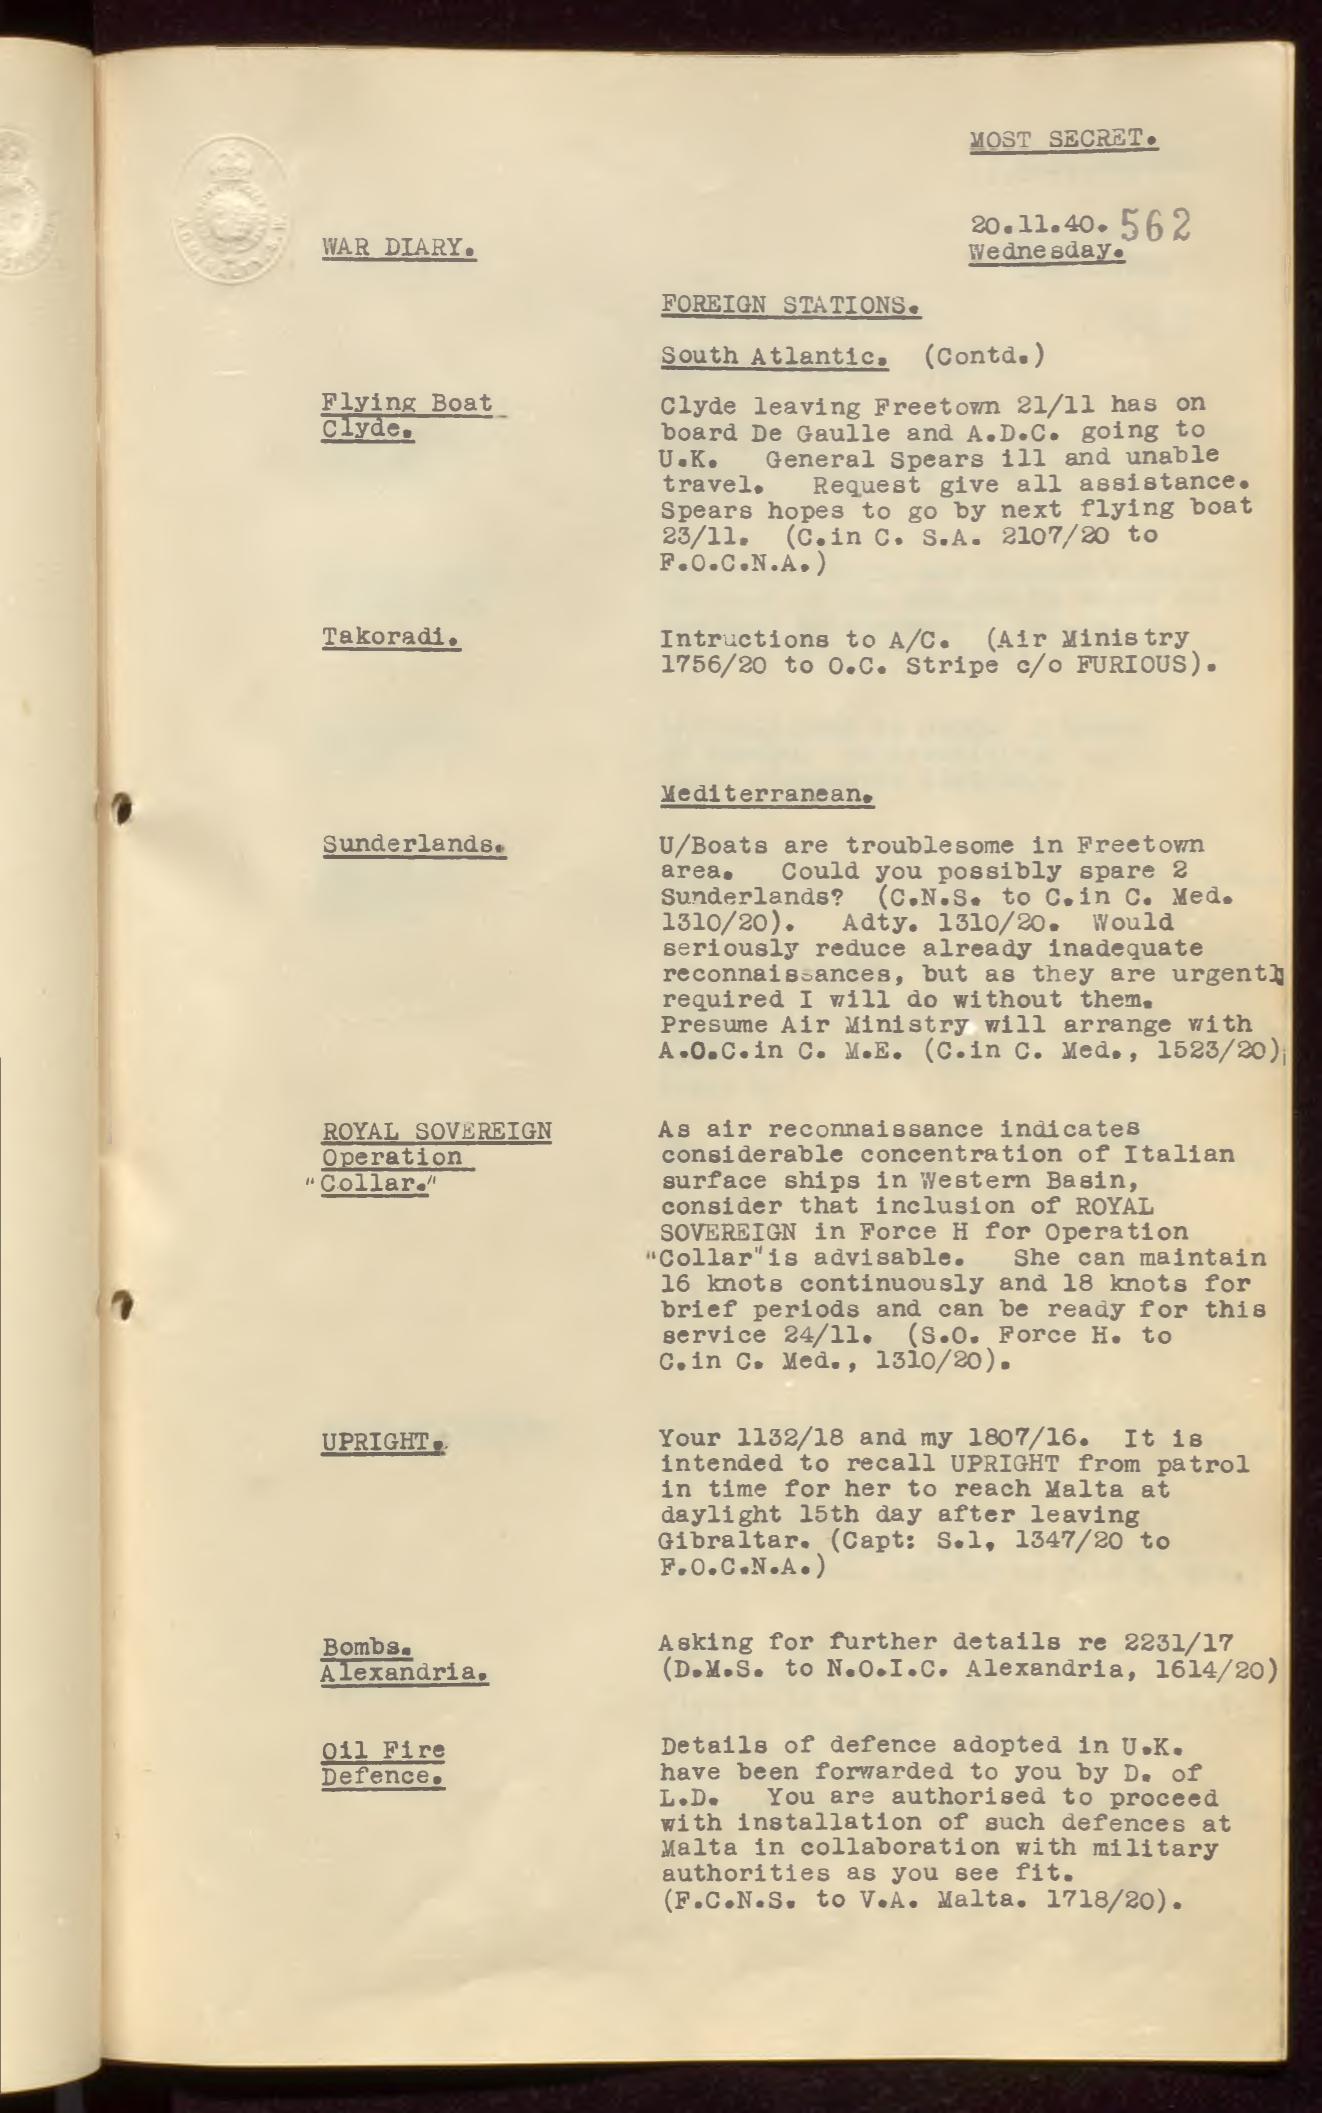 MOST SECRET.
20.11.40. 562
Wednesday.
WAR DIARY.
FOREIGN STATIONS.
South Atlantic. (Contd.)
Flying Boat
Clyde.
Clyde leaving Freetown 21/11 has on
board De Gaulle and A.D.C. going to
U.K. General Spears ill and unable
travel. Request give all assistance.
Spears hopes to go by next flying boat
23/11. (C.in C. S.A. 2107/20 to
F.O.C.N.A.)
Takoradi.
Intructions to A/C. (Air Ministry
1756/20 to O.C. Stripe c/o FURIOUS).
Mediterranean.
Sunderlands.
U/Boats are troublesome in Freetown
area. Could you possibly spare 2
Sunderlands? (C.N.S. to C.in C. Med.
1310/20). Adty. 1310/20. Would
seriously reduce already inadequate
reconnaissances, but as they are urgently
required I will do without them.
Presume Air Ministry will arrange with
A.O.C.in C. M.E. (C.in C. Med., 1523/20)
ROYAL SOVEREIGN
Operation
"Collar."
As air reconnaissance indicates
considerable concentration of Italian
surface ships in Western Basin,
consider that inclusion of ROYAL
SOVEREIGN in Force H for Operation
"Collar" is advisable. She can maintain
16 knots continuously and 18 knots for
brief periods and can be ready for this
service 24/11. (S.O. Force H. to
C.in C. Med., 1310/20).
UPRIGHT.
Your 1132/18 and my 1807/16. It is
intended to recall UPRIGHT from patrol
in time for her to reach Malta at
daylight 15th day after leaving
Gibraltar. (Capt: S.1, 1347/20 to
F.O.C.N.A.)
Bombs.
Alexandria.
Asking for further details re 2231/17
(D.M.S. to N.O.I.C. Alexandria, 1614/20)
Oil Fire
Defence.
Details of defence adopted in U.K.
have been forwarded to you by D. of
L.D. You are authorised to proceed
with installation of such defences at
Malta in collaboration with military
authorities as you see fit.
(F.C.N.S. to V.A. Malta. 1718/20).